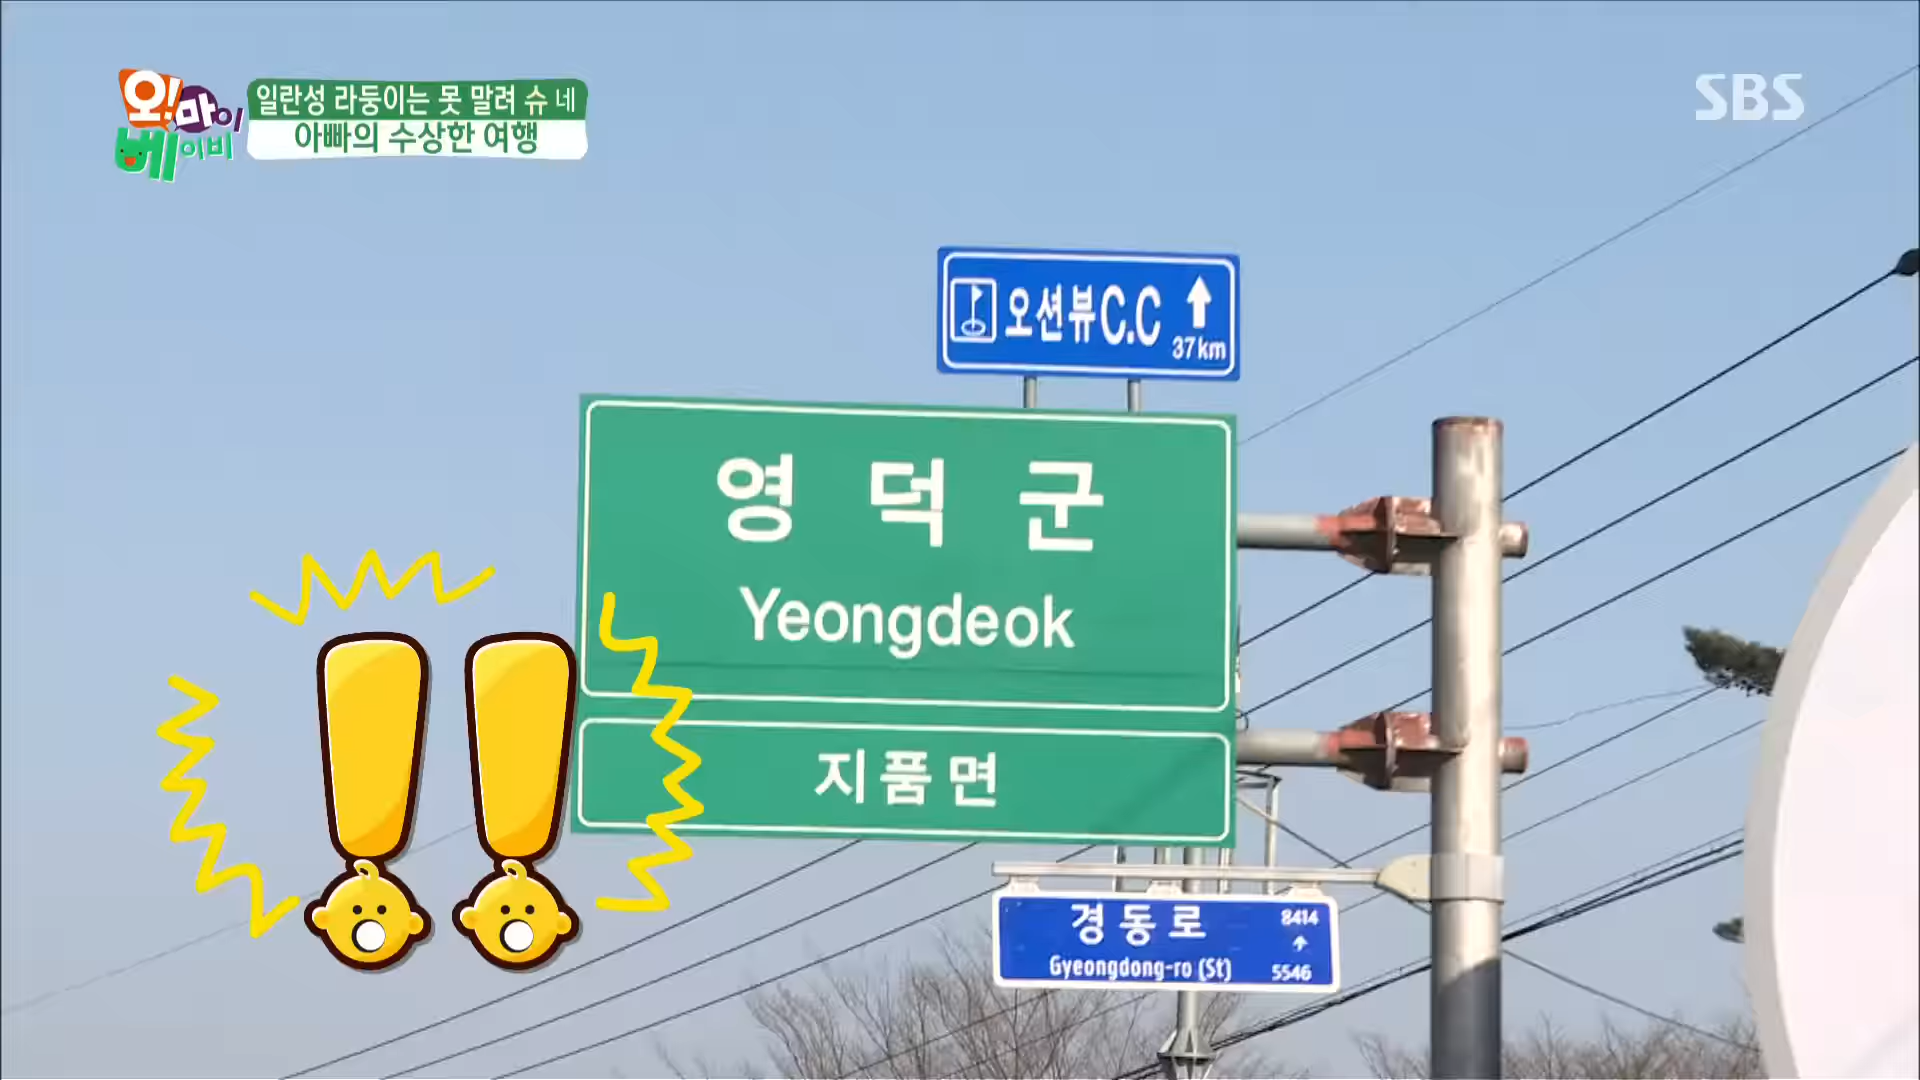 오! 마이
베이비
일란성 라둥이는 못 말려 슈 네
아빠의 수상한 여행
SBS
오션뷰C.C
37km
영덕군
Yeongdeok
지품면
경동로
Gyeongdong-ro (St)
8414
5546